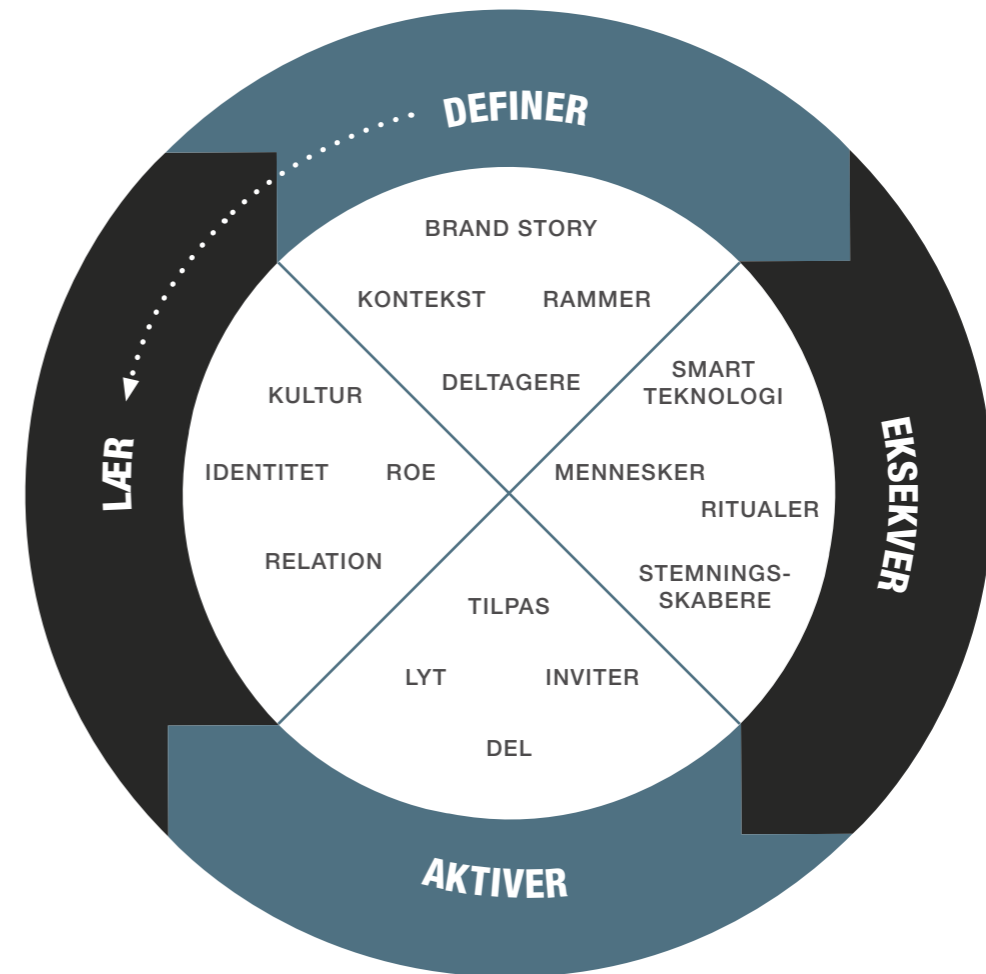 DEFINER
BRAND STORY
KONTEKST
RAMMER
DELTAGERE
EKSEKVER
SMART
TEKNOLOGI
MENNESKER
RITUALER
STEMNINGS-
SKABERE
AKTIVER
TILPAS
LYT
INVITER
DEL
LÆR
KULTUR
IDENTITET
ROE
RELATION